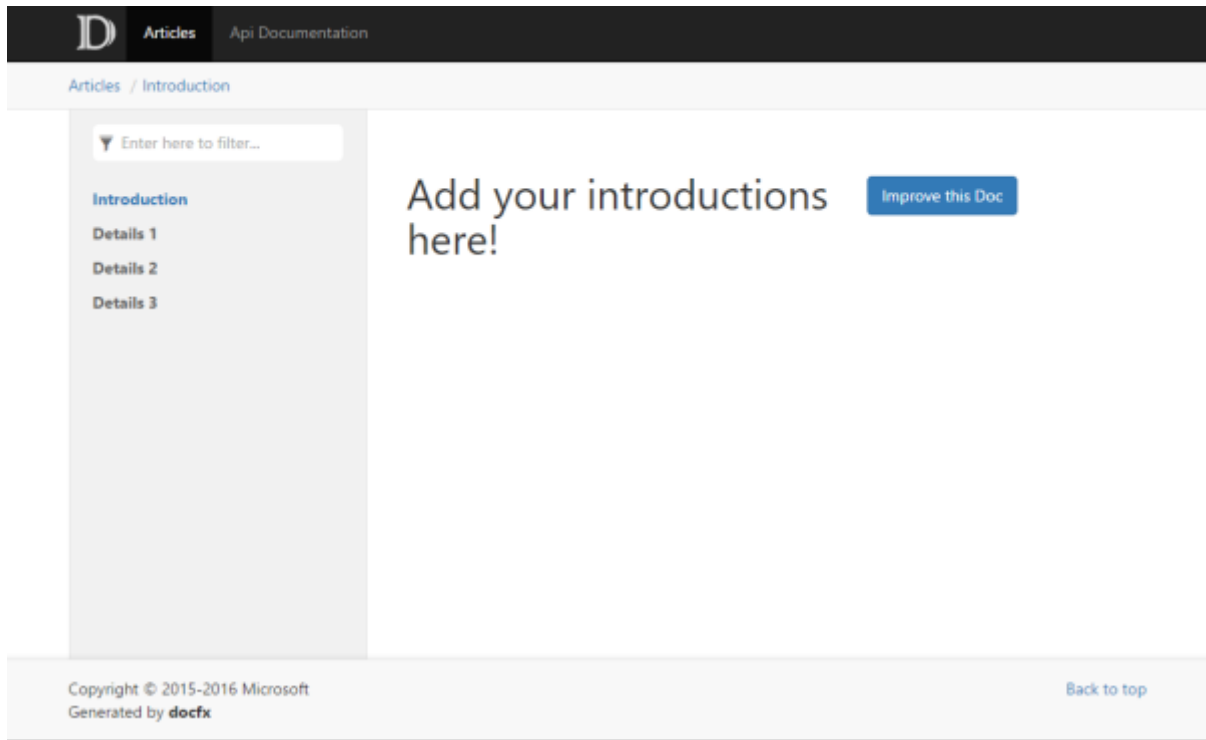 D Articles Api Documentation
Articles / Introduction
Enter here to filter...
Introduction
Details 1
Details 2
Details 3
Add your introductions
here!
Improve this Doc
Copyright © 2015-2016 Microsoft
Generated by docfx
Back to top